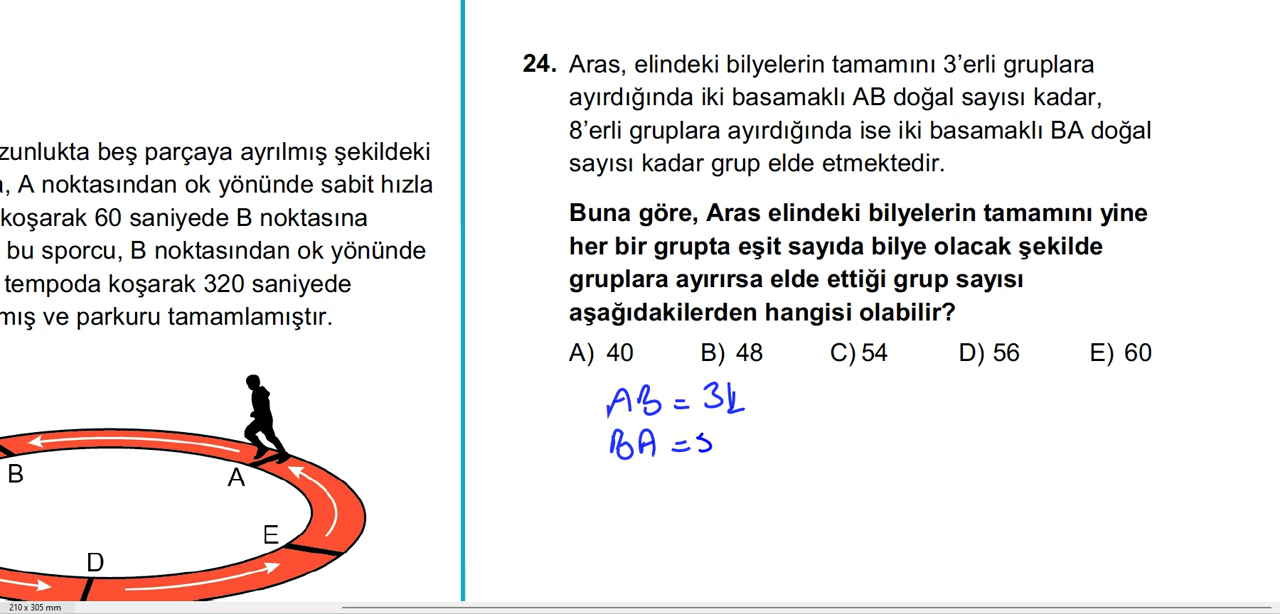 zunlukta beş parçaya ayrılmış şekildeki
, A noktasından ok yönünde sabit hızla
koşarak 60 saniyede B noktasına
bu sporcu, B noktasından ok yönünde
tempoda koşarak 320 saniyede
mış ve parkuru tamamlamıştır.
B
A
E
D
24. Aras, elindeki bilyelerin tamamını 3’erli gruplara
ayırdığında iki basamaklı AB doğal sayısı kadar,
8’erli gruplara ayırdığında ise iki basamaklı BA doğal
sayısı kadar grup elde etmektedir.
Buna göre, Aras elindeki bilyelerin tamamını yine
her bir grupta eşit sayıda bilye olacak şekilde
gruplara ayırırsa elde ettiği grup sayısı
aşağıdakilerden hangisi olabilir?
A) 40 B) 48 C) 54 D) 56 E) 60
AB = 3k
BA =
210 x 305 mm